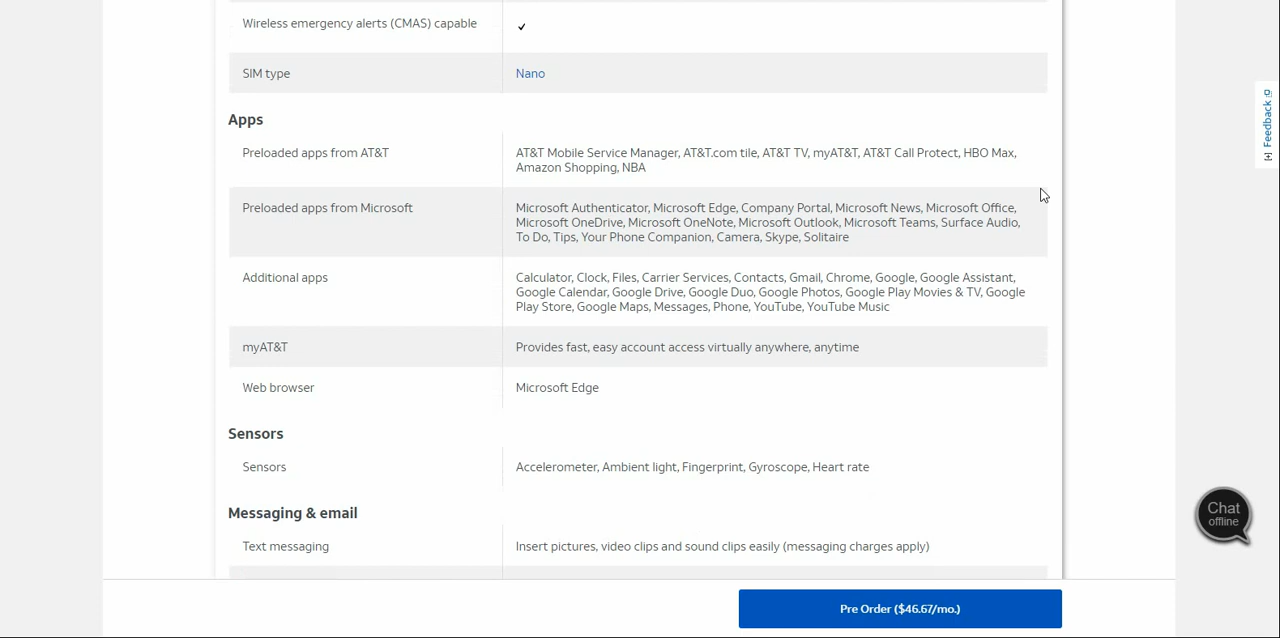 Wireless emergency alerts (CMAS) capable
✓
SIM type
Nano
Apps
Preloaded apps from AT&T
AT&T Mobile Service Manager, AT&T.com tile, AT&T TV, myAT&T, AT&T Call Protect, HBO Max,
Amazon Shopping, NBA
Preloaded apps from Microsoft
Microsoft Authenticator, Microsoft Edge, Company Portal, Microsoft News, Microsoft Office,
Microsoft OneDrive, Microsoft OneNote, Microsoft Outlook, Microsoft Teams, Surface Audio,
To Do, Tips, Your Phone Companion, Camera, Skype, Solitaire
Additional apps
Calculator, Clock, Files, Carrier Services, Contacts, Gmail, Chrome, Google, Google Assistant,
Google Calendar, Google Drive, Google Duo, Google Photos, Google Play Movies & TV, Google
Play Store, Google Maps, Messages, Phone, YouTube, YouTube Music
myAT&T
Provides fast, easy account access virtually anywhere, anytime
Web browser
Microsoft Edge
Sensors
Sensors
Accelerometer, Ambient light, Fingerprint, Gyroscope, Heart rate
Messaging & email
Text messaging
Insert pictures, video clips and sound clips easily (messaging charges apply)
Pre Order ($46.67/mo.)
[+] Feedback
Chat
offline